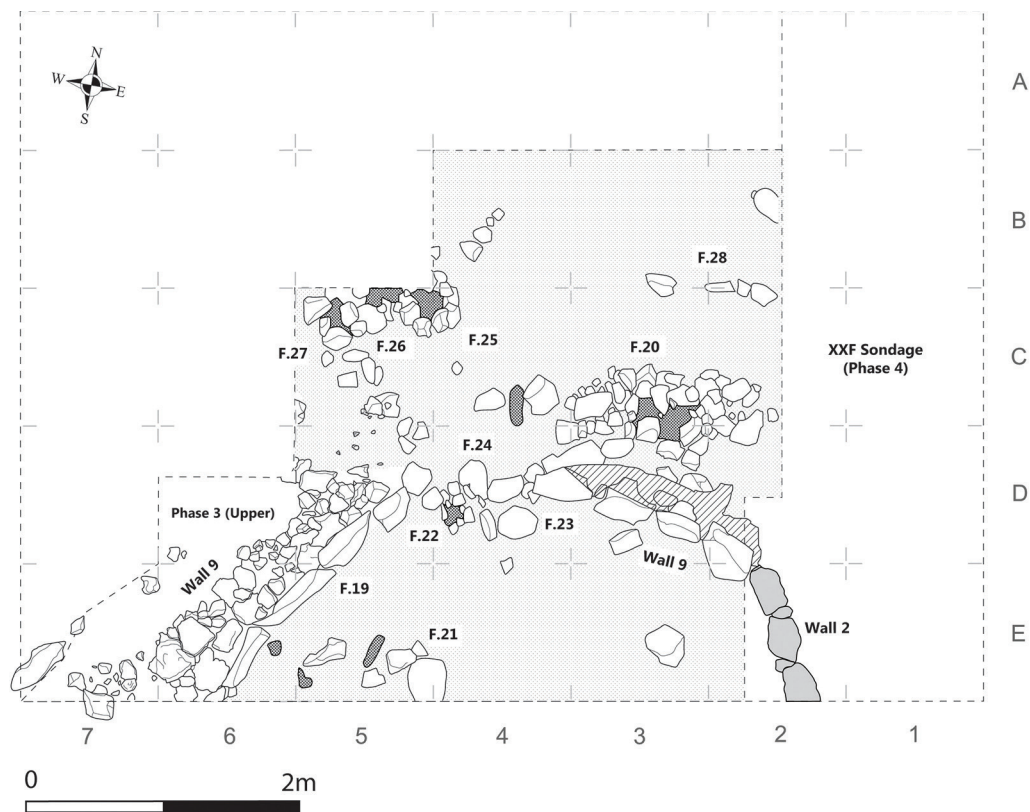 N
W
E
S
A
B
F.28
F.27
F.26
F.25
F.20
XXF Sondage
(Phase 4)
C
F.24
Phase 3 (Upper)
F.22
F.23
D
Wall 9
Wall 9
F.19
F.21
Wall 2
E
7
6
5
4
3
2
1
0
2m